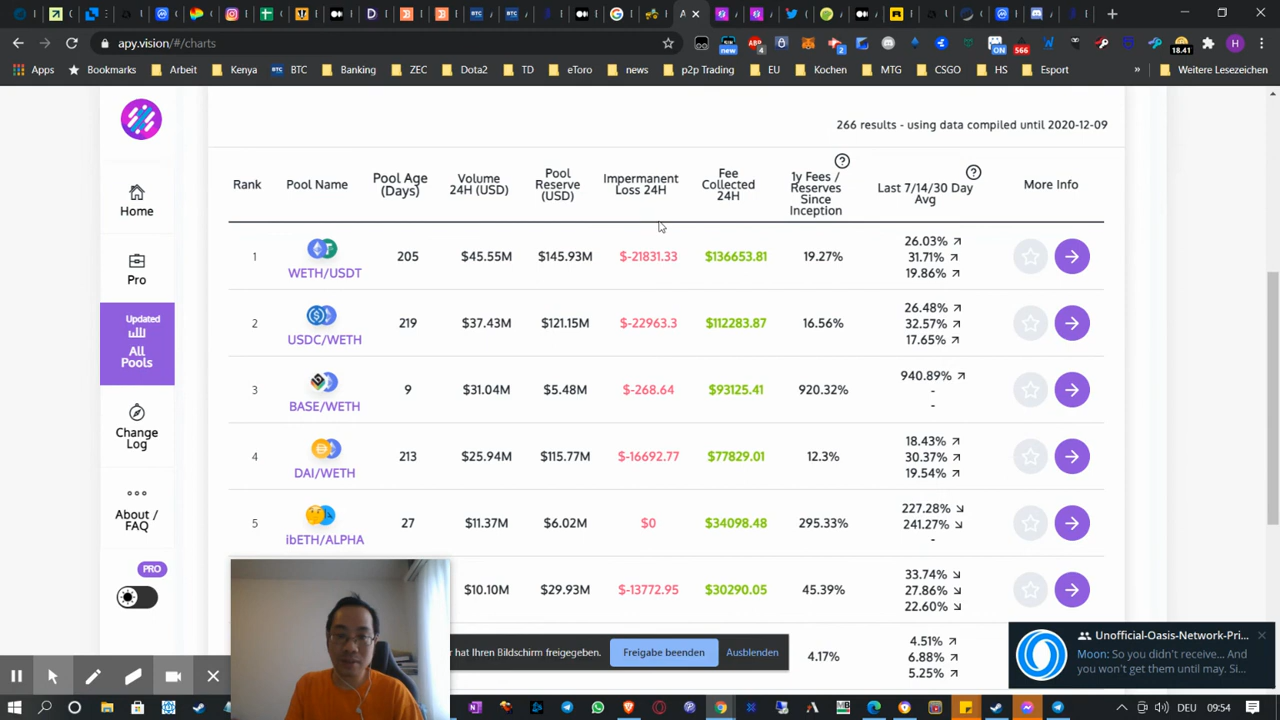 apy.vision/#/charts
ABP
new
4
2
ON
566
18.41
H
Apps
Bookmarks
Arbeit
Kenya
BTC
Banking
ZEC
Dota2
TD
eToro
news
p2p Trading
EU
Kochen
MTG
CSGO
HS
Esport
»
Weitere Lesezeichen
266 results - using data compiled until 2020-12-09
Rank
Pool Name
Pool Age (Days)
Volume 24H (USD)
Pool Reserve (USD)
Impermanent Loss 24H
Fee Collected 24H
1y Fees / Reserves Since Inception
Last 7/14/30 Day Avg
More Info
1
WETH/USDT
205
$45.55M
$145.93M
$-21831.33
$136653.81
19.27%
26.03% ↗
31.71% ↗
19.86% ↗
2
USDC/WETH
219
$37.43M
$121.15M
$-22963.3
$112283.87
16.56%
26.48% ↗
32.57% ↗
17.65% ↗
3
BASE/WETH
9
$31.04M
$5.48M
$-268.64
$93125.41
920.32%
940.89% ↗
-
-
4
DAI/WETH
213
$25.94M
$115.77M
$-16692.77
$77829.01
12.3%
18.43% ↗
30.37% ↗
19.54% ↗
5
ibETH/ALPHA
27
$11.37M
$6.02M
$0
$34098.48
295.33%
227.28% ↘
241.27% ↘
-
$10.10M
$29.93M
$-13772.95
$30290.05
45.39%
33.74% ↘
27.86% ↘
22.60% ↘
4.17%
4.51% ↗
6.88% ↗
5.25% ↗
Home
Pro
Updated
All Pools
Change Log
About / FAQ
PRO
r hat Ihren Bildschirm freigegeben.
Freigabe beenden
Ausblenden
Unofficial-Oasis-Network-Pri...
Moon: So you didn't receive... And you won't get them until may. Si...
DEU
09:54